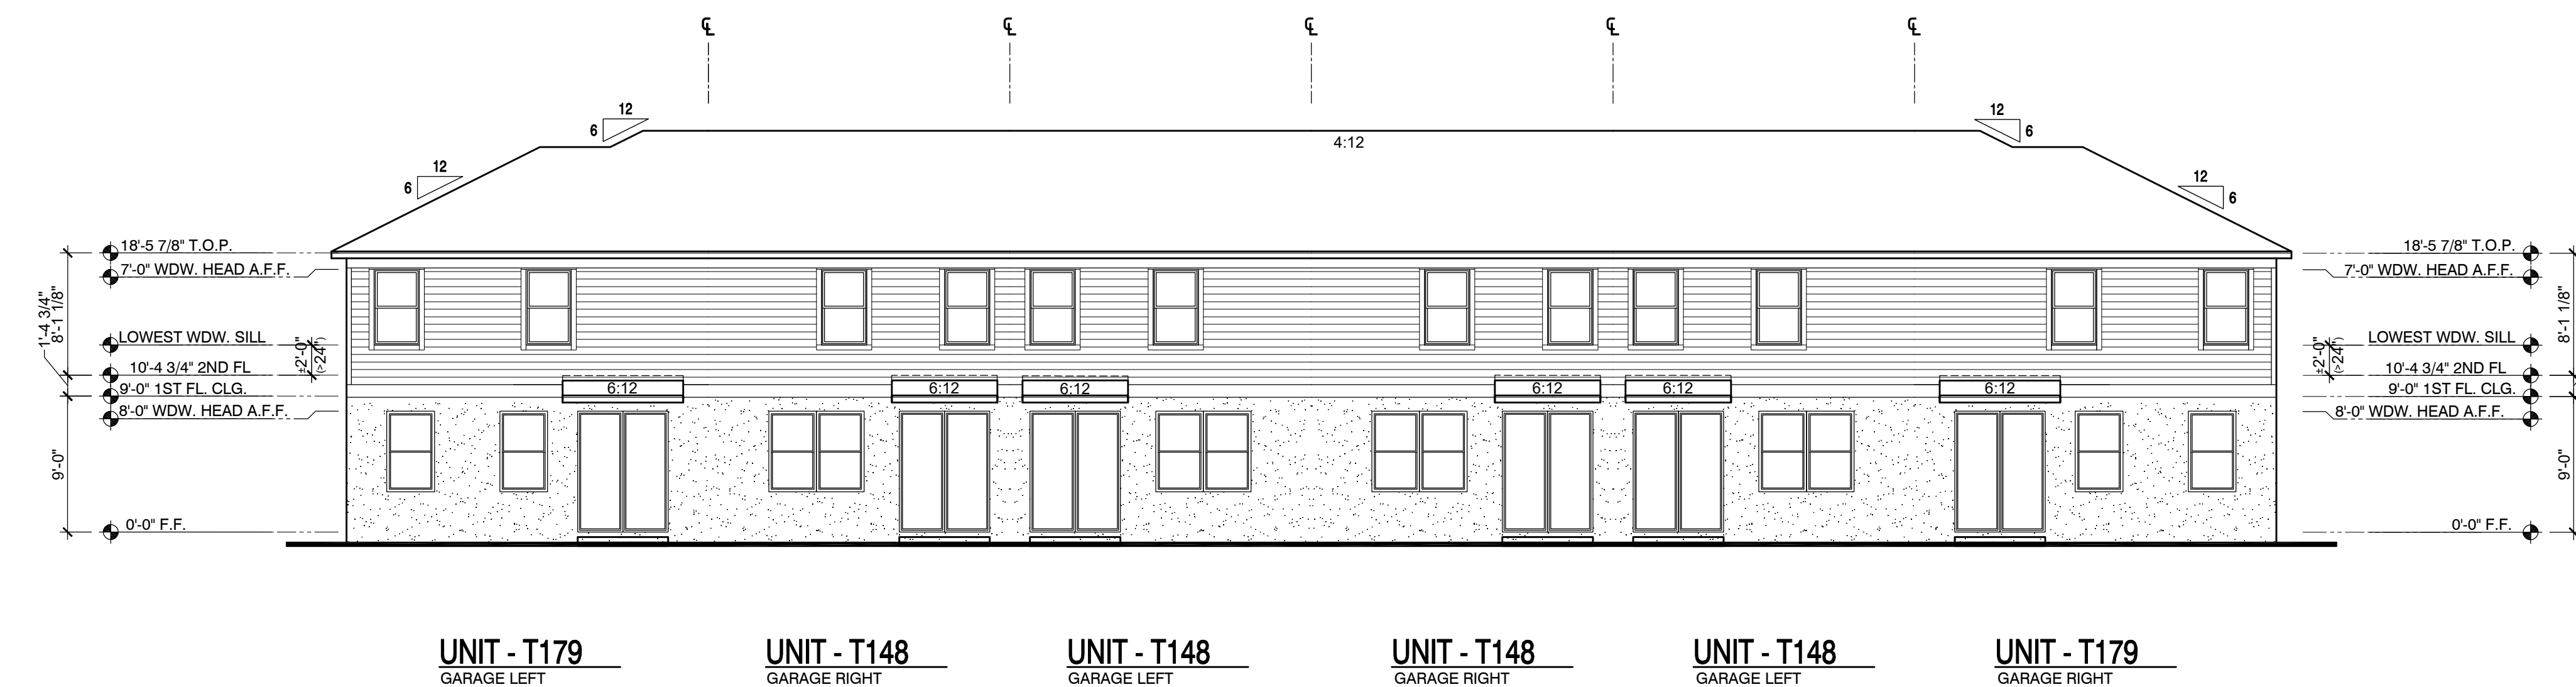 ℄ ℄ ℄ ℄ ℄
12
6
12
6
4:12
12
6
12
6
18'-5 7/8" T.O.P.
7'-0" WDW. HEAD A.F.F.
LOWEST WDW. SILL
10'-4 3/4" 2ND FL
9'-0" 1ST FL. CLG.
8'-0" WDW. HEAD A.F.F.
0'-0" F.F.
1'-4 3/4"
8'-1 1/8"
9'-0"
±2'-0"
(>24")
6:12 6:12 6:12 6:12 6:12 6:12
18'-5 7/8" T.O.P.
7'-0" WDW. HEAD A.F.F.
LOWEST WDW. SILL
10'-4 3/4" 2ND FL
9'-0" 1ST FL. CLG.
8'-0" WDW. HEAD A.F.F.
0'-0" F.F.
±2'-0"
(>24")
8'-1 1/8"
9'-0"
UNIT - T179
GARAGE LEFT
UNIT - T148
GARAGE RIGHT
UNIT - T148
GARAGE LEFT
UNIT - T148
GARAGE RIGHT
UNIT - T148
GARAGE LEFT
UNIT - T179
GARAGE RIGHT